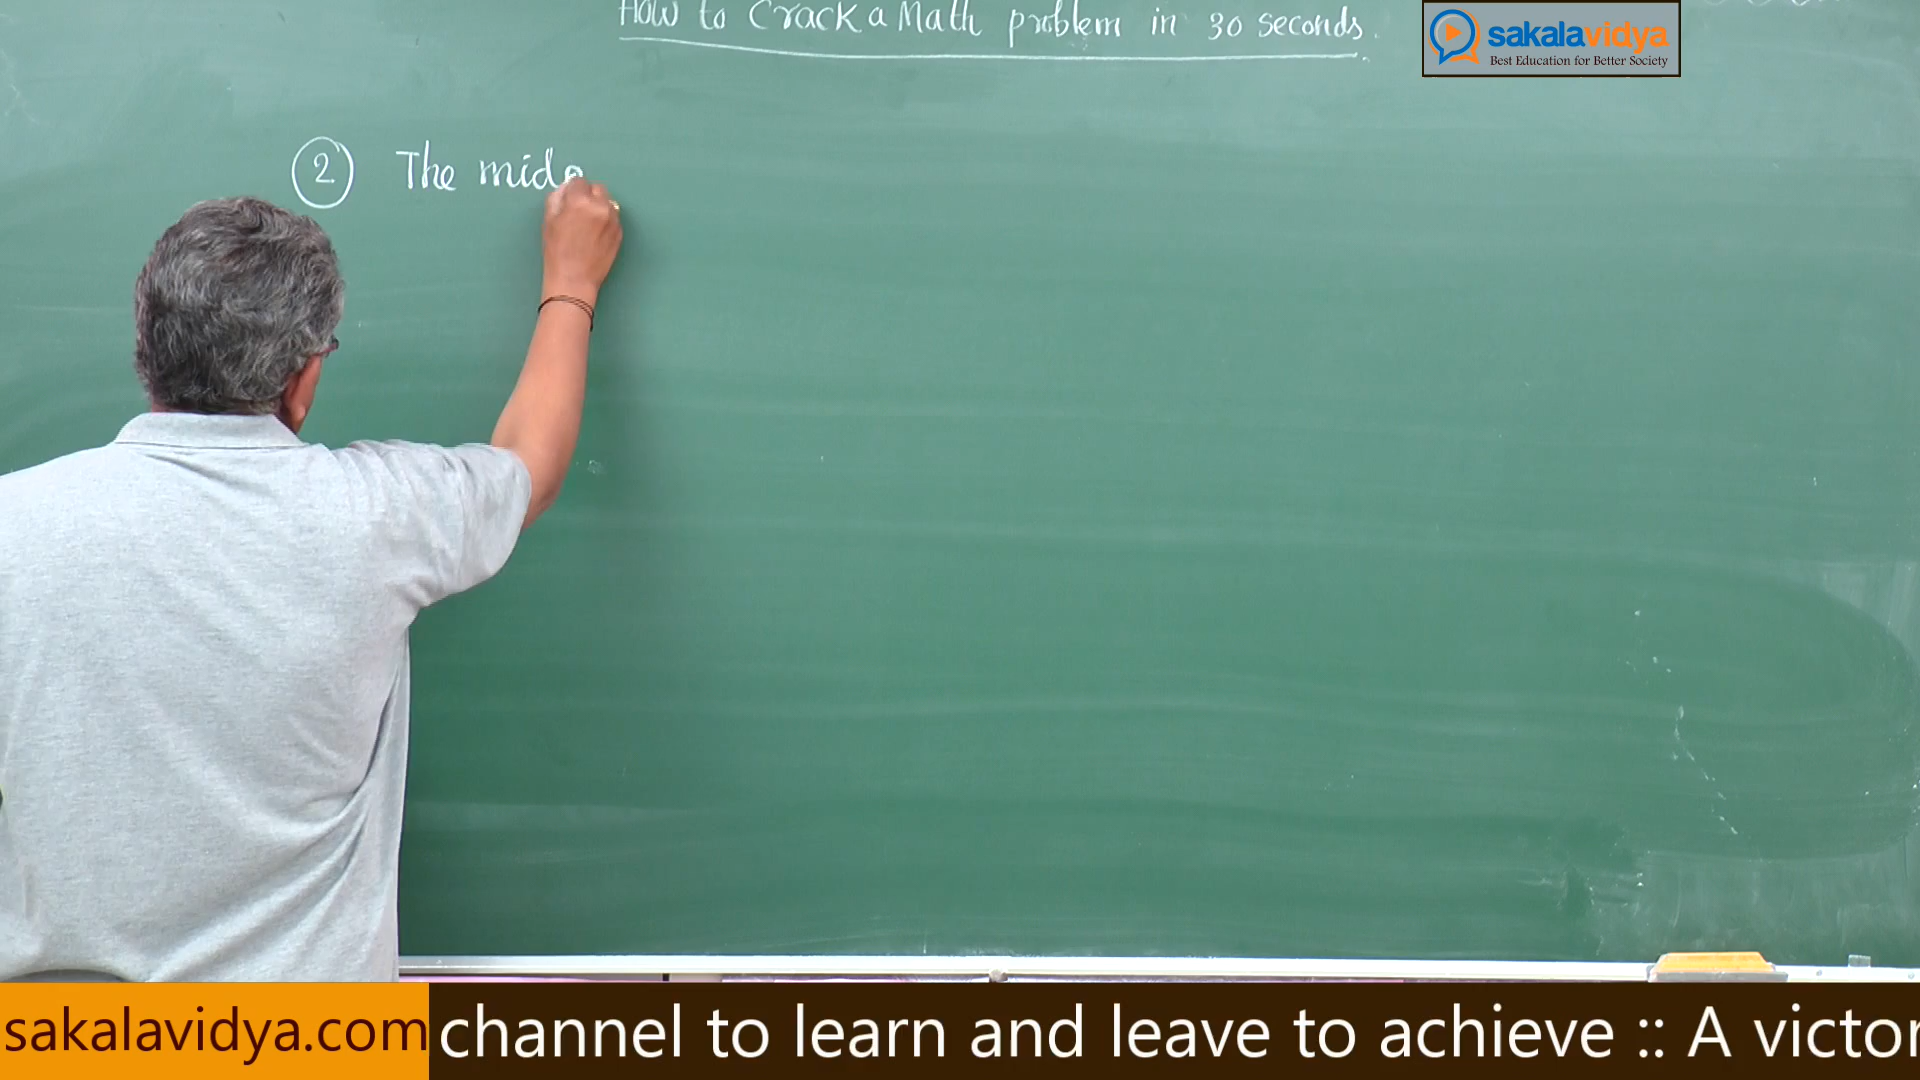 How to Crack a Math problem in 30 seconds.
sakalavidya
Best Education for Better Society
2 The mid
sakalavidya.com channel to learn and leave to achieve :: A victor